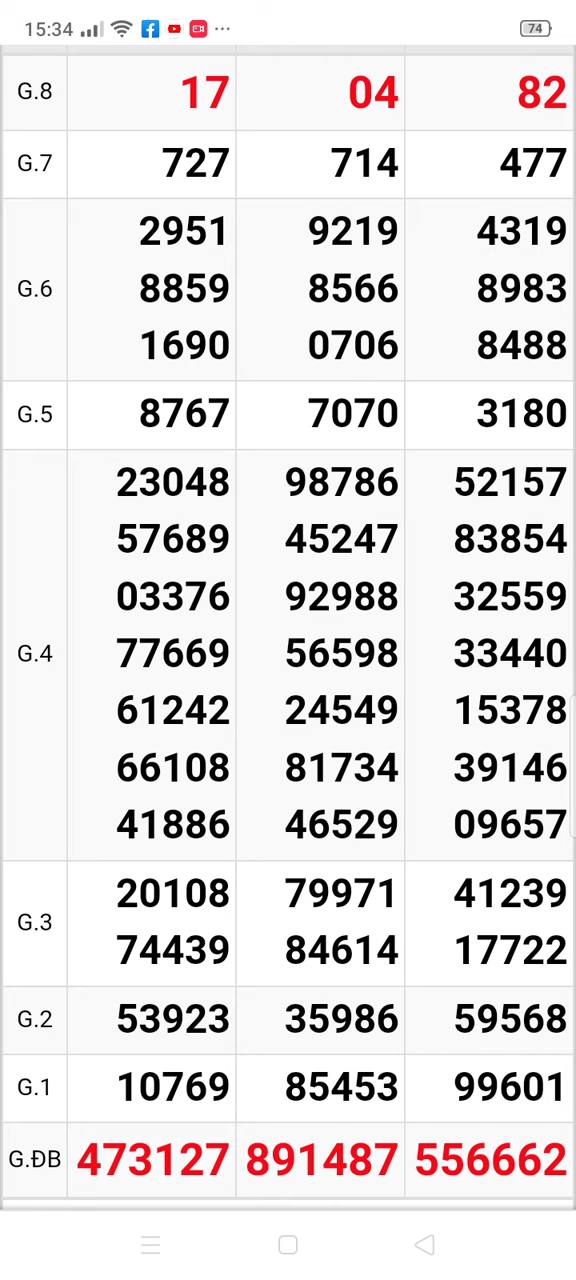 15:34 ... 74
G.8 17 04 82
G.7 727 714 477
2951 9219 4319
G.6 8859 8566 8983
1690 0706 8488
G.5 8767 7070 3180
23048 98786 52157
57689 45247 83854
03376 92988 32559
G.4 77669 56598 33440
61242 24549 15378
66108 81734 39146
41886 46529 09657
20108 79971 41239
G.3
74439 84614 17722
G.2 53923 35986 59568
G.1 10769 85453 99601
G.ĐB 473127 891487 556662